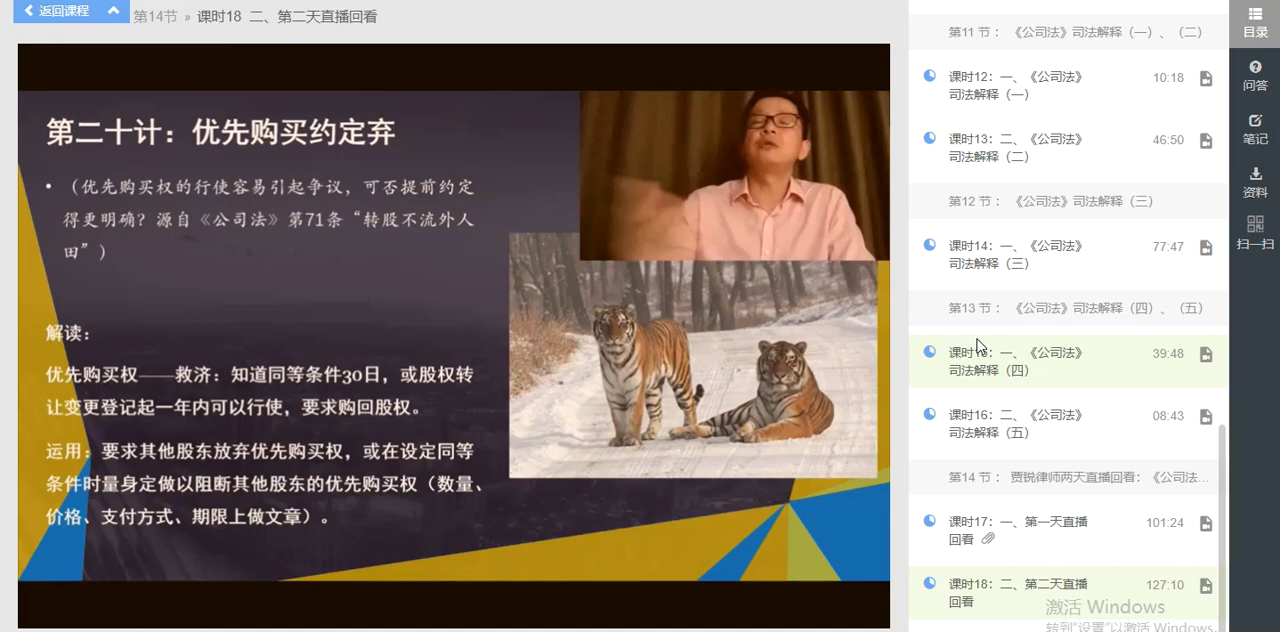 返回课程
第14节 » 课时18 二、第二天直播回看
第二十计：优先购买约定弃
• （优先购买权的行使容易引起争议，可否提前约定
得更明确？源自《公司法》第71条“转股不流外人
田”）
解读：
优先购买权——救济：知道同等条件30日，或股权转
让变更登记起一年内可以行使，要求购回股权。
运用：要求其他股东放弃优先购买权，或在设定同等
条件时量身定做以阻断其他股东的优先购买权（数量、
价格、支付方式、期限上做文章）。
第11 节： 《公司法》司法解释（一）、（二）
课时12：一、《公司法》 10:18
司法解释（一）
课时13：二、《公司法》 46:50
司法解释（二）
第12 节： 《公司法》司法解释（三）
课时14：一、《公司法》 77:47
司法解释（三）
第13 节： 《公司法》司法解释（四）、（五）
一、《公司法》 39:48
司法解释（四）
课时16：二、《公司法》 08:43
司法解释（五）
第14 节： 贾锐律师两天直播回看：《公司法...
课时17：一、第一天直播 101:24
回看
课时18：二、第二天直播 127:10
回看
激活 Windows
转到“设置”以激活 Windows。
目录
问答
笔记
资料
扫一扫